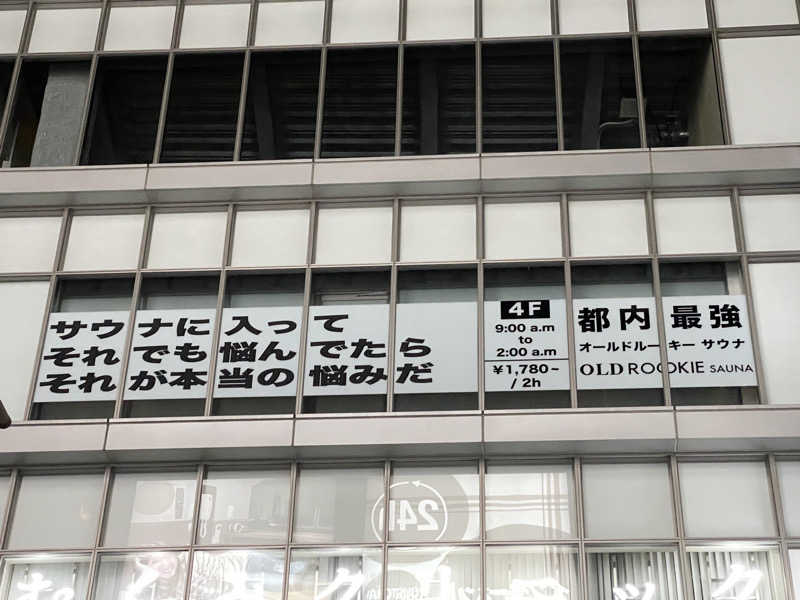 サウナに入って
それでも悩んでたら
それが本当の悩みだ
4F
9:00 a.m
to
2:00 a.m
¥1,780~
/ 2h
都内最強
オールドルーキーサウナ
OLD ROOKIE SAUNA
24h